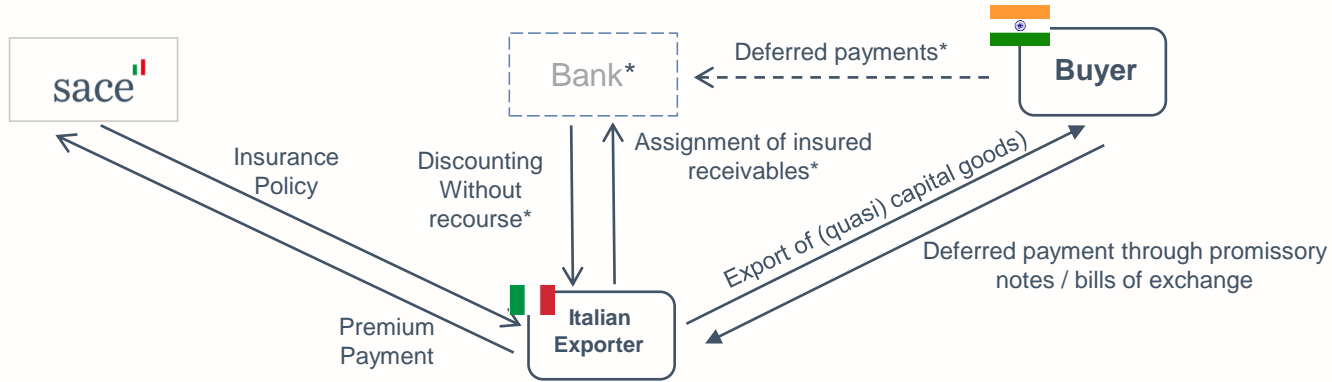 sace
Bank*
Deferred payments*
Buyer
Insurance
Policy
Discounting
Without
recourse*
Assignment of insured
receivables*
Export of (quasi) capital goods)
Deferred payment through promissory
notes / bills of exchange
Premium
Payment
Italian
Exporter